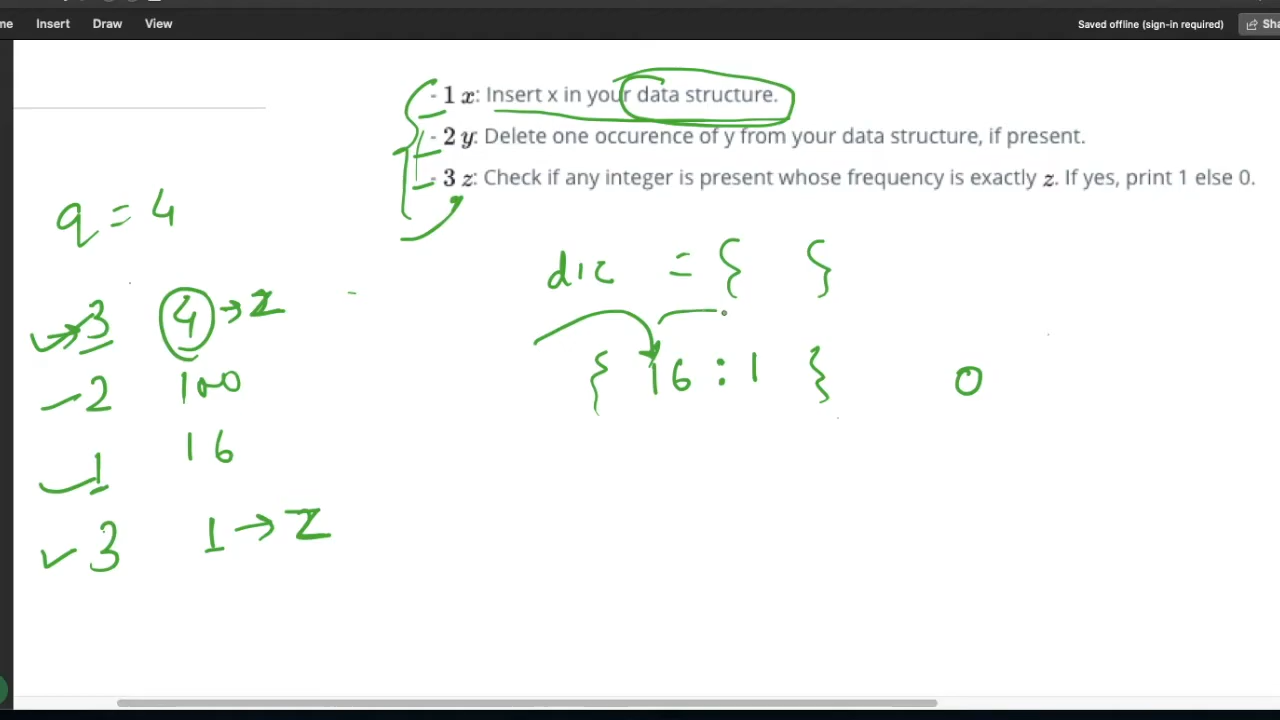 Insert Draw View Saved offline (sign-in required)
- 1 x: Insert x in your data structure.
- 2 y: Delete one occurence of y from your data structure, if present.
- 3 z: Check if any integer is present whose frequency is exactly z. If yes, print 1 else 0.
q = 4
dic = { }
3 4 → z
{ 16 : 1 } 0
2 100
1 16
3 1 → z